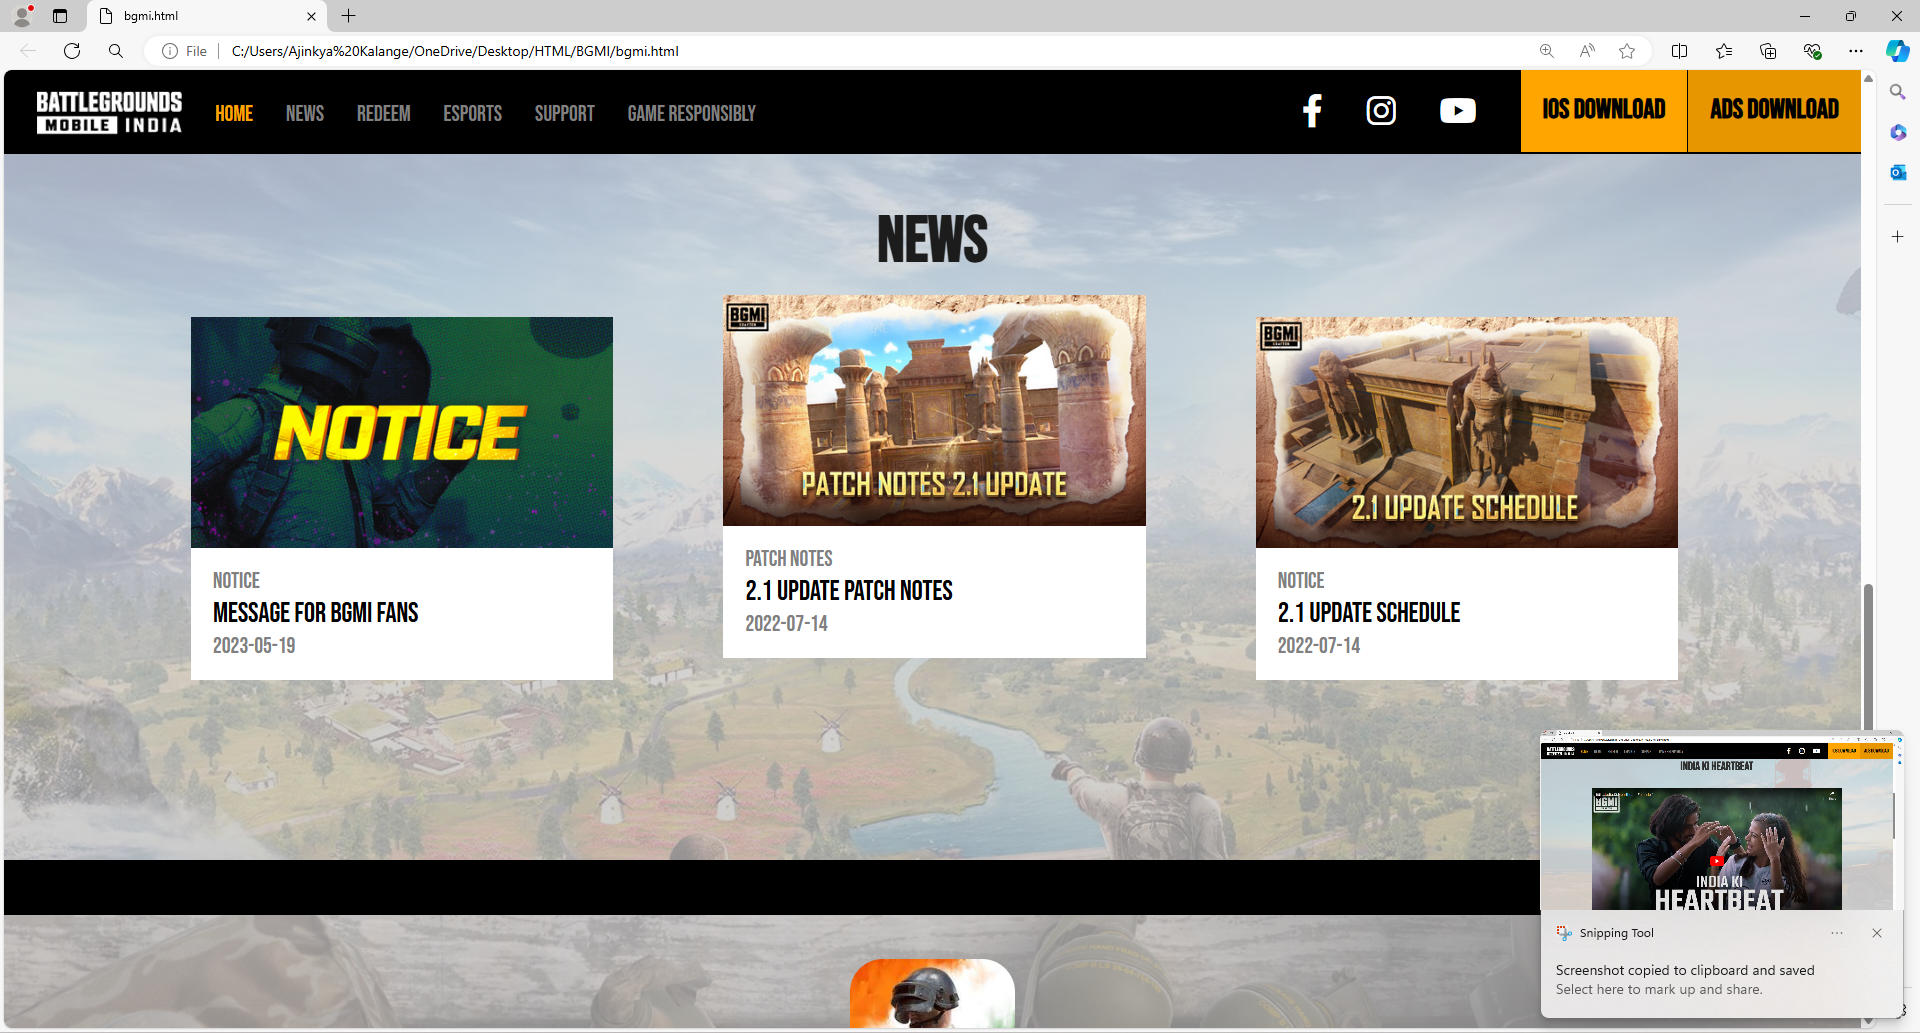 bgmi.html
File
C:/Users/Ajinkya%20Kalange/OneDrive/Desktop/HTML/BGMI/bgmi.html
BATTLEGROUNDS
MOBILE INDIA
HOME
NEWS
REDEEM
ESPORTS
SUPPORT
GAME RESPONSIBLY
IOS DOWNLOAD
ADS DOWNLOAD
NEWS
NOTICE
NOTICE
MESSAGE FOR BGMI FANS
2023-05-19
BGMI
PATCH NOTES 2.1 UPDATE
PATCH NOTES
2.1 UPDATE PATCH NOTES
2022-07-14
BGMI
2.1 UPDATE SCHEDULE
NOTICE
2.1 UPDATE SCHEDULE
2022-07-14
INDIA KI HEARTBEAT
BGMI
INDIA KI
HEARTBEAT
Snipping Tool
Screenshot copied to clipboard and saved
Select here to mark up and share.